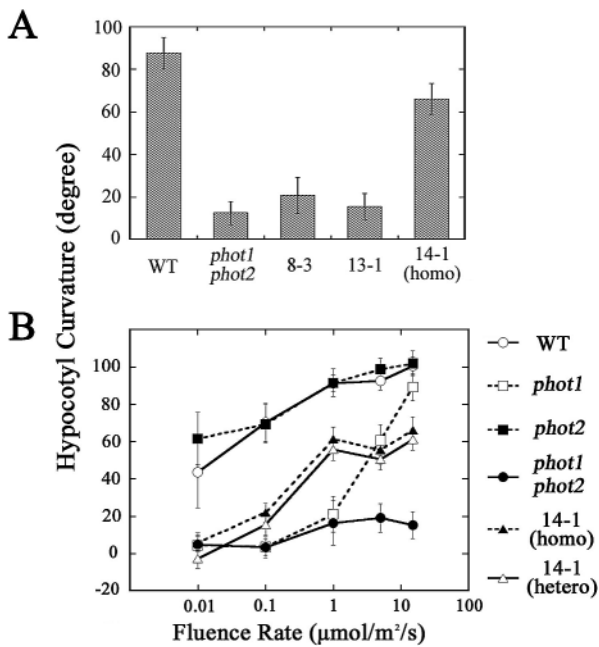 A
100
80
60
40
20
0
WT
phot1
phot2
8-3
13-1
14-1
(homo)
Hypocotyl Curvature (degree)
B
100
80
60
40
20
0
-20
0.01
0.1
1
10
100
Fluence Rate (μmol/m²/s)
WT
phot1
phot2
phot1
phot2
14-1
(homo)
14-1
(hetero)